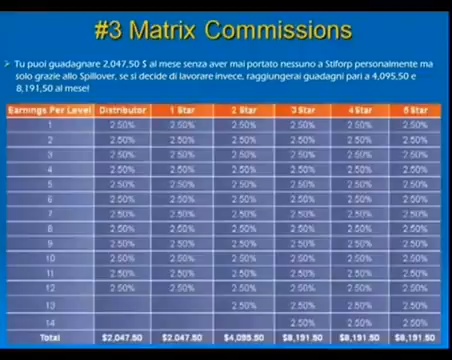 #3 Matrix Commissions
Tu puoi guadagnare 2,047,50 $ al mese senza aver mai portato nessuno a Stiforp personalmente ma
solo grazie allo Spillover, se si decide di lavorare invece, raggiungerai guadagni pari a 4,095.50 e
8,191,50 al mese!
Earnings Per Level Distributor 1 Star 2 Star 3 Star 4 Star 5 Star
1 2.50% 2.50% 2.50% 2.50% 2.50% 2.50%
2 2.50% 2.50% 2.50% 2.50% 2.50% 2.50%
3 2.50% 2.50% 2.50% 2.50% 2.50% 2.50%
4 2.50% 2.50% 2.50% 2.50% 2.50% 2.50%
5 2.50% 2.50% 2.50% 2.50% 2.50% 2.50%
6 2.50% 2.50% 2.50% 2.50% 2.50% 2.50%
7 2.50% 2.50% 2.50% 2.50% 2.50% 2.50%
8 2.50% 2.50% 2.50% 2.50% 2.50% 2.50%
9 2.50% 2.50% 2.50% 2.50% 2.50% 2.50%
10 2.50% 2.50% 2.50% 2.50% 2.50% 2.50%
11 2.50% 2.50% 2.50% 2.50% 2.50% 2.50%
12 2.50% 2.50% 2.50% 2.50% 2.50% 2.50%
13 2.50% 2.50% 2.50% 2.50%
14 2.50% 2.50% 2.50%
Total $2,047.50 $2,047.50 $4,095.50 $8,191.50 $8,191.50 $8,191.50